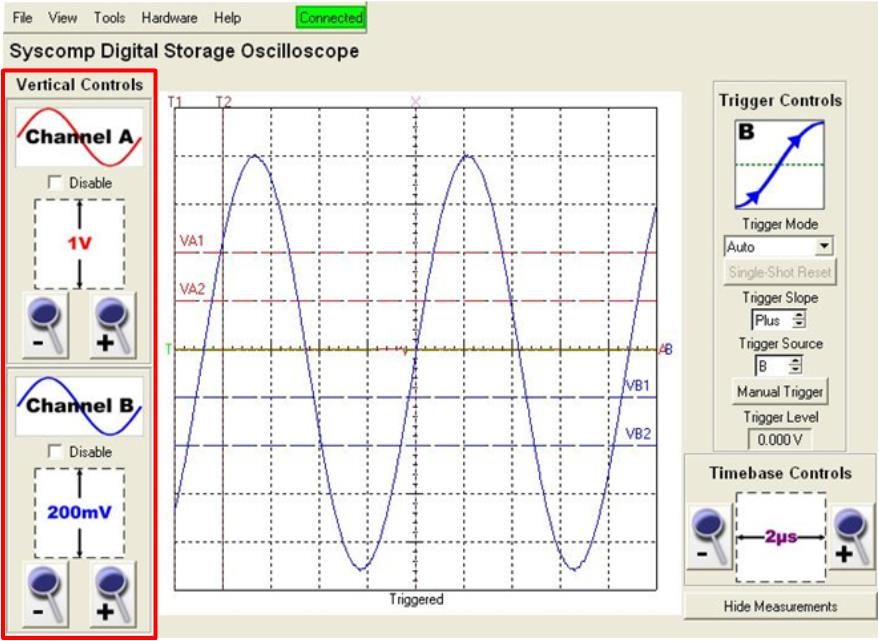 File View Tools Hardware Help Connected
Syscomp Digital Storage Oscilloscope
Vertical Controls
Channel A
Disable
1V
- +
Channel B
Disable
200mV
- +
T1 T2 X
VA1
VA2
T A B
VB1
VB2
Triggered
Trigger Controls
B
Trigger Mode
Auto
Single-Shot Reset
Trigger Slope
Plus
Trigger Source
B
Manual Trigger
Trigger Level
0.000 V
Timebase Controls
- 2µs +
Hide Measurements